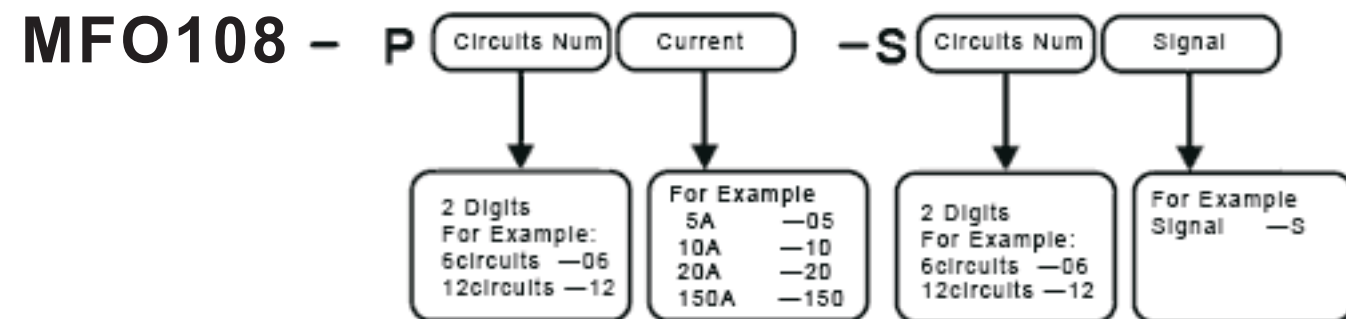 MFO108 – P Circuits Num Current –S Circuits Num Signal
2 Digits
For Example:
6circuits —06
12circuits —12
For Example
5A —05
10A —10
20A —20
150A —150
2 Digits
For Example:
6circuits —06
12circuits —12
For Example
Signal —S